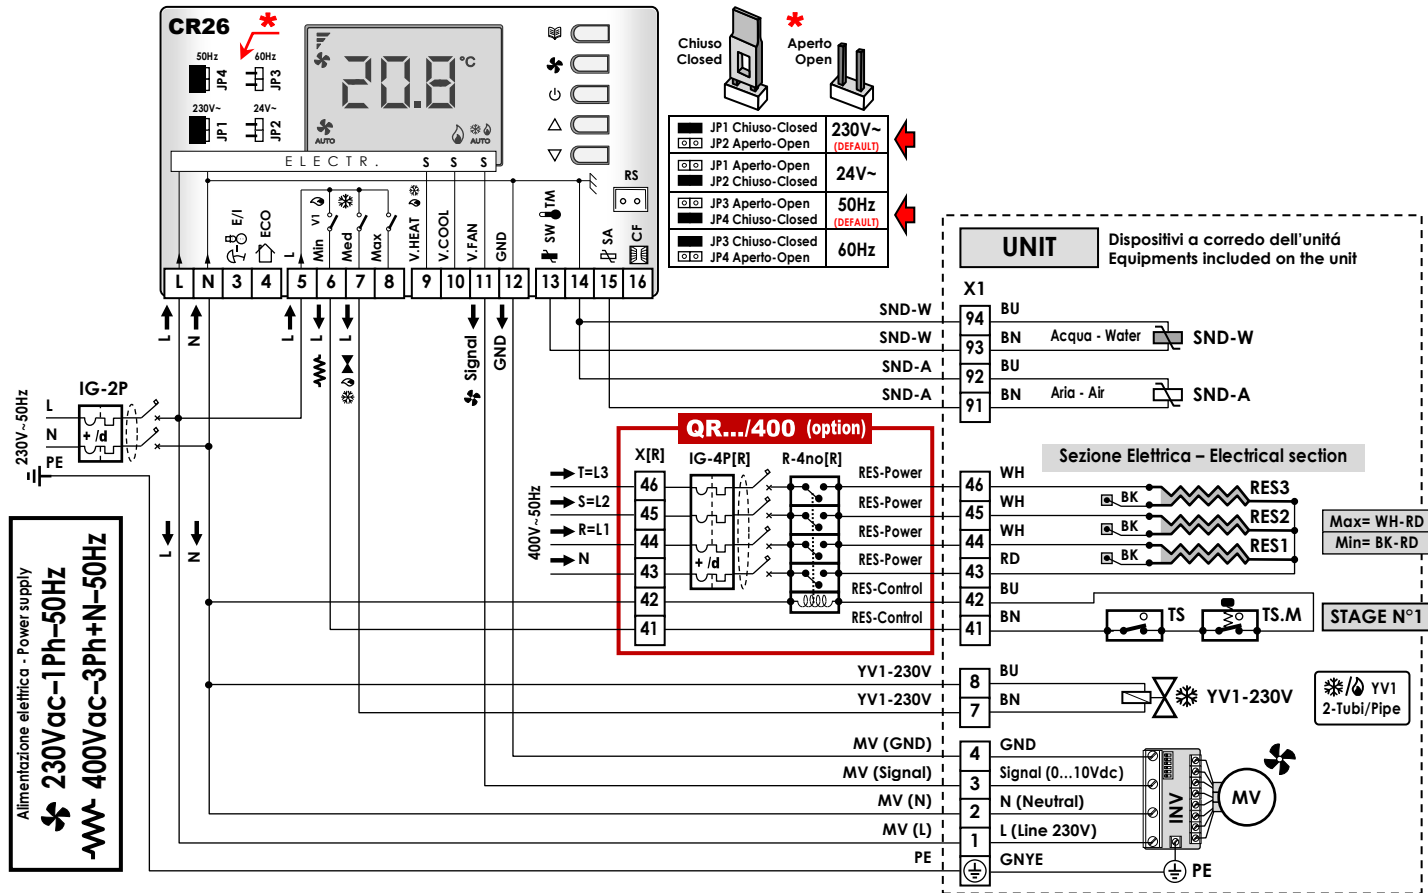 CR26
*
50Hz
60Hz
JP4
JP3
230V~
24V~
JP1
JP2
20.8 °C
AUTO
AUTO
ELECTR.
S S S
E/I
ECO
L
Min V1
Med
Max
V.HEAT
V.COOL
V.FAN
GND
SW
TM
SA
RS
CF
L N 3 4 5 6 7 8 9 10 11 12 13 14 15 16
L
N
L
L
L
Signal
GND
Chiuso
Closed
*
Aperto
Open
JP1 Chiuso-Closed
JP2 Aperto-Open
230V~
(DEFAULT)
JP1 Aperto-Open
JP2 Chiuso-Closed
24V~
JP3 Aperto-Open
JP4 Chiuso-Closed
50Hz
(DEFAULT)
JP3 Chiuso-Closed
JP4 Aperto-Open
60Hz
UNIT
Dispositivi a corredo dell'unitá
Equipments included on the unit
X1
SND-W 94 BU
SND-W 93 BN
Acqua - Water
SND-W
SND-A 92 BU
SND-A 91 BN
Aria - Air
SND-A
IG-2P
230V~50Hz
L
N
PE
+ /d
L
N
QR.../400 (option)
X[R]
IG-4P[R]
R-4no[R]
400V~50Hz
T=L3
S=L2
R=L1
N
46
45
44
43
42
41
+ /d
RES-Power
RES-Power
RES-Power
RES-Power
RES-Control
RES-Control
Sezione Elettrica – Electrical section
46 WH
45 WH
44 WH
43 RD
42 BU
41 BN
BK
BK
BK
RES3
RES2
RES1
Max= WH-RD
Min= BK-RD
TS
TS.M
STAGE N°1
YV1-230V 8 BU
YV1-230V 7 BN
YV1-230V
/ YV1
2-Tubi/Pipe
MV (GND) 4 GND
MV (Signal) 3 Signal (0...10Vdc)
MV (N) 2 N (Neutral)
MV (L) 1 L (Line 230V)
PE GNYE
INV
MV
PE
Alimentazione elettrica - Power supply
230Vac–1Ph–50Hz
400Vac–3Ph+N–50Hz